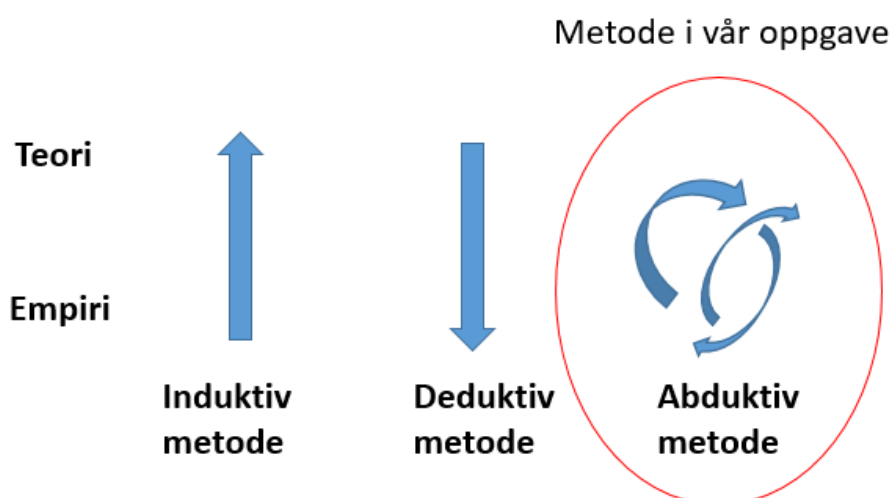 Metode i vår oppgave
Teori
Empiri
Induktiv
metode
Deduktiv
metode
Abduktiv
metode